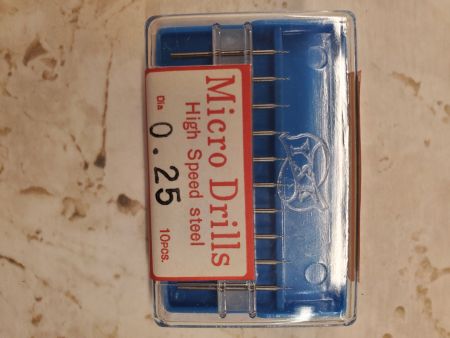 Micro Drills
High Speed steel
Dia 0.25 10PCS.